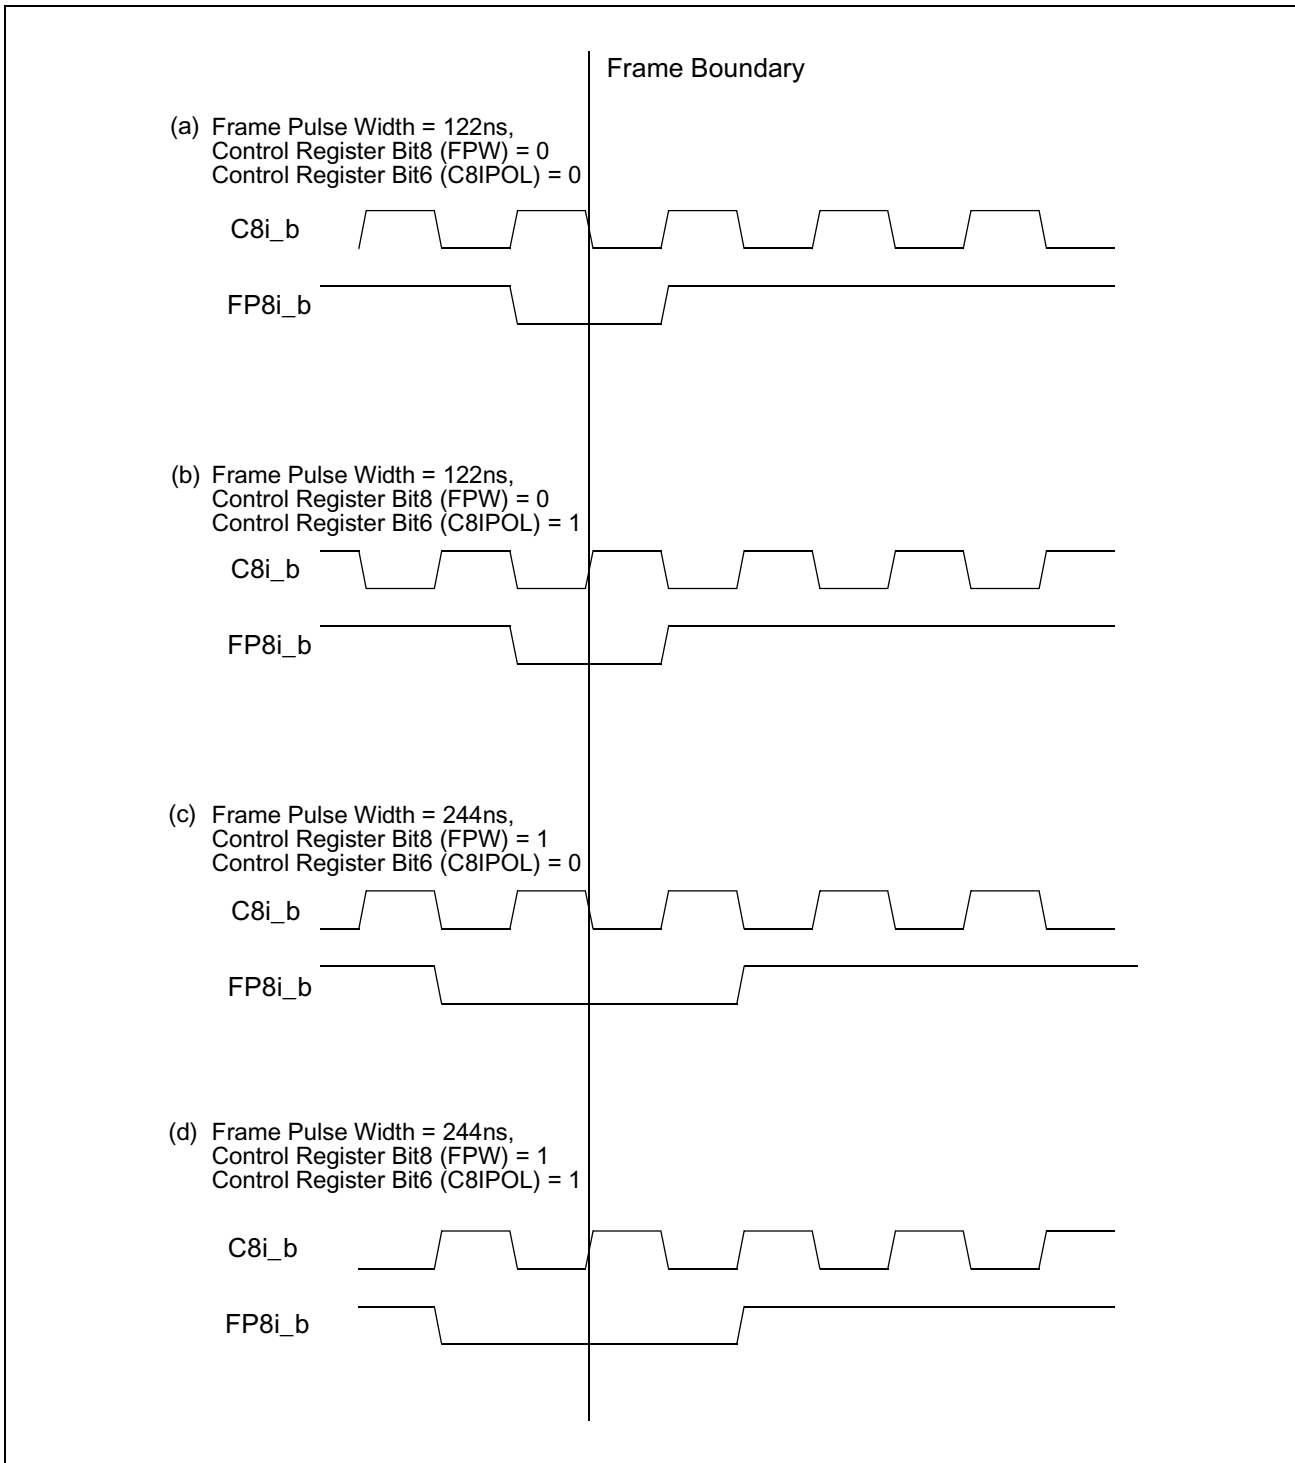 Frame Boundary
(a) Frame Pulse Width = 122ns,
Control Register Bit8 (FPW) = 0
Control Register Bit6 (C8IPOL) = 0
C8i_b
FP8i_b
(b) Frame Pulse Width = 122ns,
Control Register Bit8 (FPW) = 0
Control Register Bit6 (C8IPOL) = 1
C8i_b
FP8i_b
(c) Frame Pulse Width = 244ns,
Control Register Bit8 (FPW) = 1
Control Register Bit6 (C8IPOL) = 0
C8i_b
FP8i_b
(d) Frame Pulse Width = 244ns,
Control Register Bit8 (FPW) = 1
Control Register Bit6 (C8IPOL) = 1
C8i_b
FP8i_b